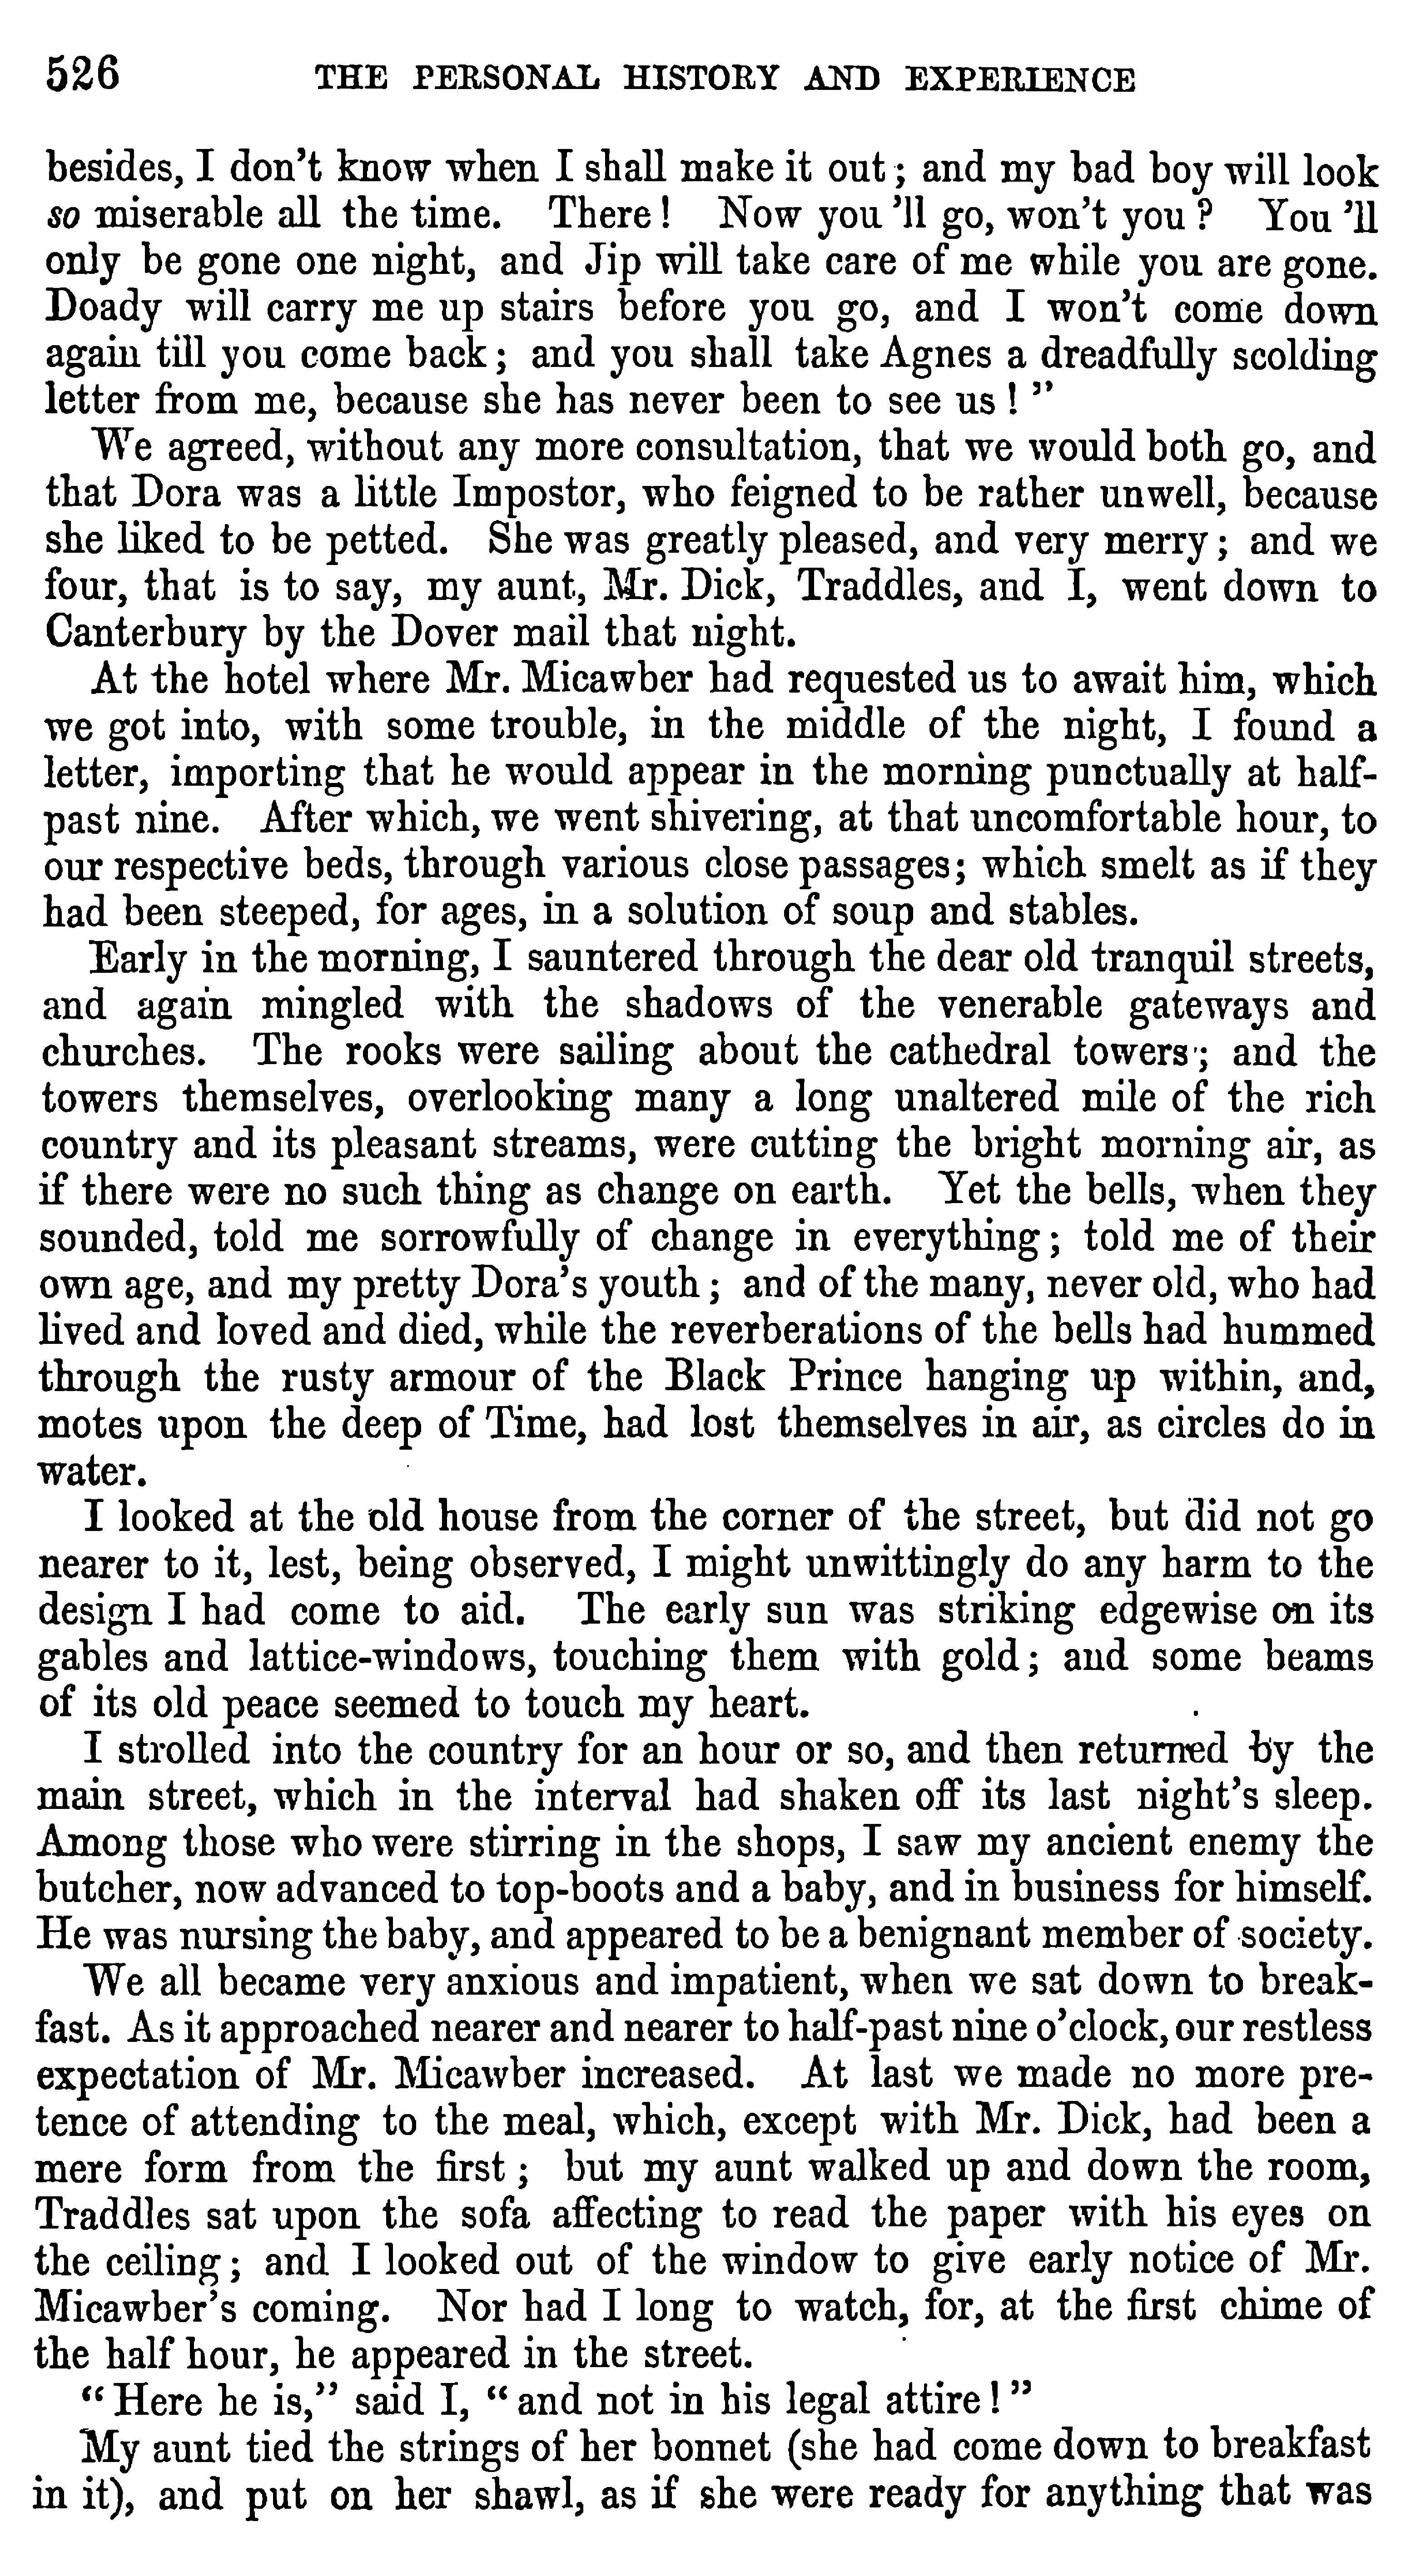 526 THE PERSONAL HISTORY AND EXPERIENCE
besides, I don't know when I shall make it out; and my bad boy will look
so miserable all the time. There! Now you 'll go, won't you? You 'll
only be gone one night, and Jip will take care of me while you are gone.
Doady will carry me up stairs before you go, and I won't come down
again till you come back; and you shall take Agnes a dreadfully scolding
letter from me, because she has never been to see us!"
We agreed, without any more consultation, that we would both go, and
that Dora was a little Impostor, who feigned to be rather unwell, because
she liked to be petted. She was greatly pleased, and very merry; and we
four, that is to say, my aunt, Mr. Dick, Traddles, and I, went down to
Canterbury by the Dover mail that night.
At the hotel where Mr. Micawber had requested us to await him, which
we got into, with some trouble, in the middle of the night, I found a
letter, importing that he would appear in the morning punctually at half-
past nine. After which, we went shivering, at that uncomfortable hour, to
our respective beds, through various close passages; which smelt as if they
had been steeped, for ages, in a solution of soup and stables.
Early in the morning, I sauntered through the dear old tranquil streets,
and again mingled with the shadows of the venerable gateways and
churches. The rooks were sailing about the cathedral towers; and the
towers themselves, overlooking many a long unaltered mile of the rich
country and its pleasant streams, were cutting the bright morning air, as
if there were no such thing as change on earth. Yet the bells, when they
sounded, told me sorrowfully of change in everything; told me of their
own age, and my pretty Dora's youth; and of the many, never old, who had
lived and loved and died, while the reverberations of the bells had hummed
through the rusty armour of the Black Prince hanging up within, and,
motes upon the deep of Time, had lost themselves in air, as circles do in
water.
I looked at the old house from the corner of the street, but did not go
nearer to it, lest, being observed, I might unwittingly do any harm to the
design I had come to aid. The early sun was striking edgewise on its
gables and lattice-windows, touching them with gold; and some beams
of its old peace seemed to touch my heart.
I strolled into the country for an hour or so, and then returned by the
main street, which in the interval had shaken off its last night's sleep.
Among those who were stirring in the shops, I saw my ancient enemy the
butcher, now advanced to top-boots and a baby, and in business for himself.
He was nursing the baby, and appeared to be a benignant member of society.
We all became very anxious and impatient, when we sat down to break-
fast. As it approached nearer and nearer to half-past nine o'clock, our restless
expectation of Mr. Micawber increased. At last we made no more pre-
tence of attending to the meal, which, except with Mr. Dick, had been a
mere form from the first; but my aunt walked up and down the room,
Traddles sat upon the sofa affecting to read the paper with his eyes on
the ceiling; and I looked out of the window to give early notice of Mr.
Micawber's coming. Nor had I long to watch, for, at the first chime of
the half hour, he appeared in the street.
"Here he is," said I, "and not in his legal attire!"
My aunt tied the strings of her bonnet (she had come down to breakfast
in it), and put on her shawl, as if she were ready for anything that was